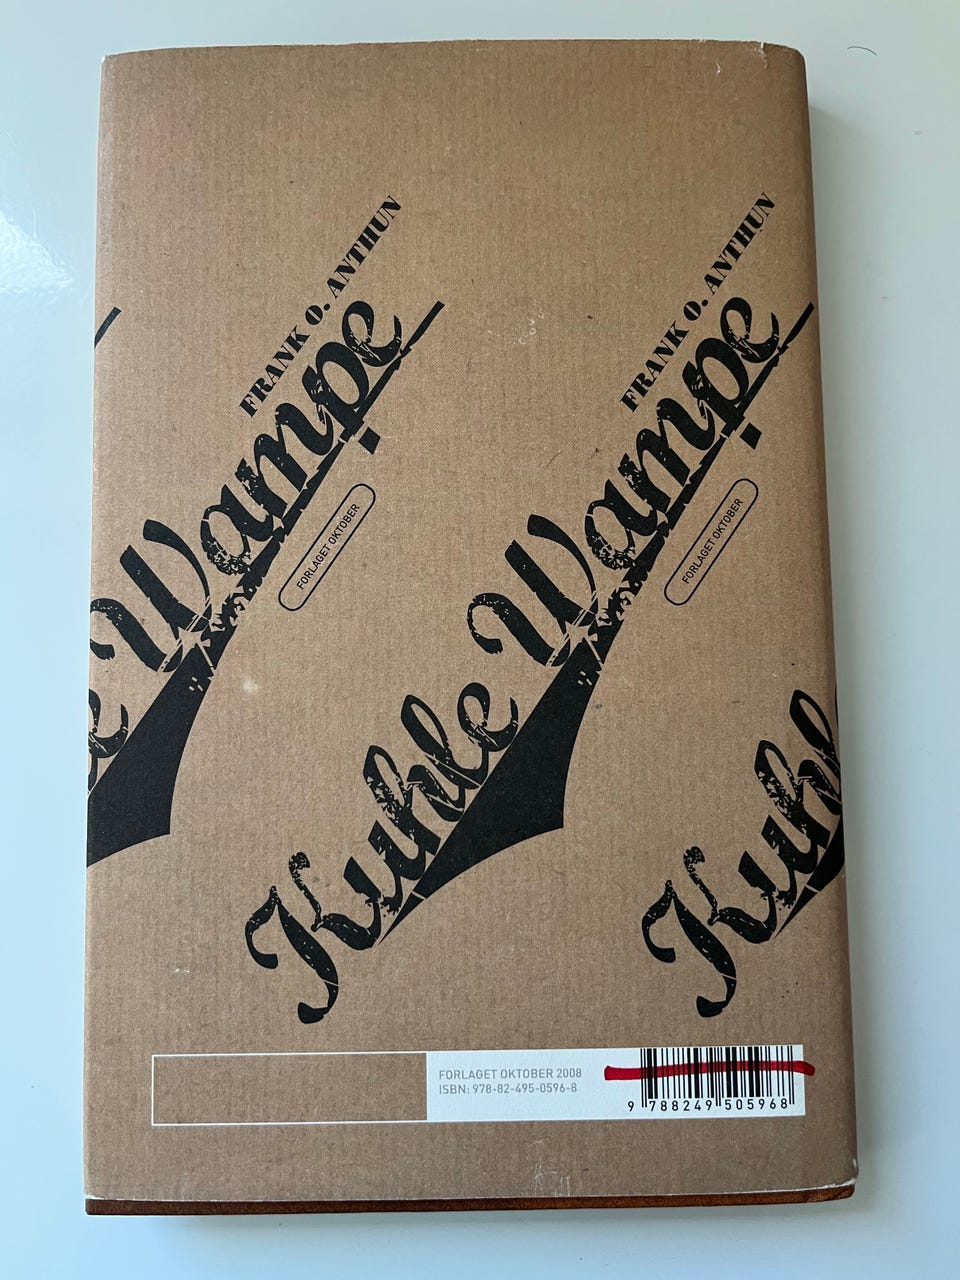 FRANK O. ANTHUN
Wampe
FORLAGET OKTOBER
FRANK O. ANTHUN
Kuhle Wampe
FORLAGET OKTOBER
Kuhl
FORLAGET OKTOBER 2008
ISBN: 978-82-495-0596-8
9 788249 505968